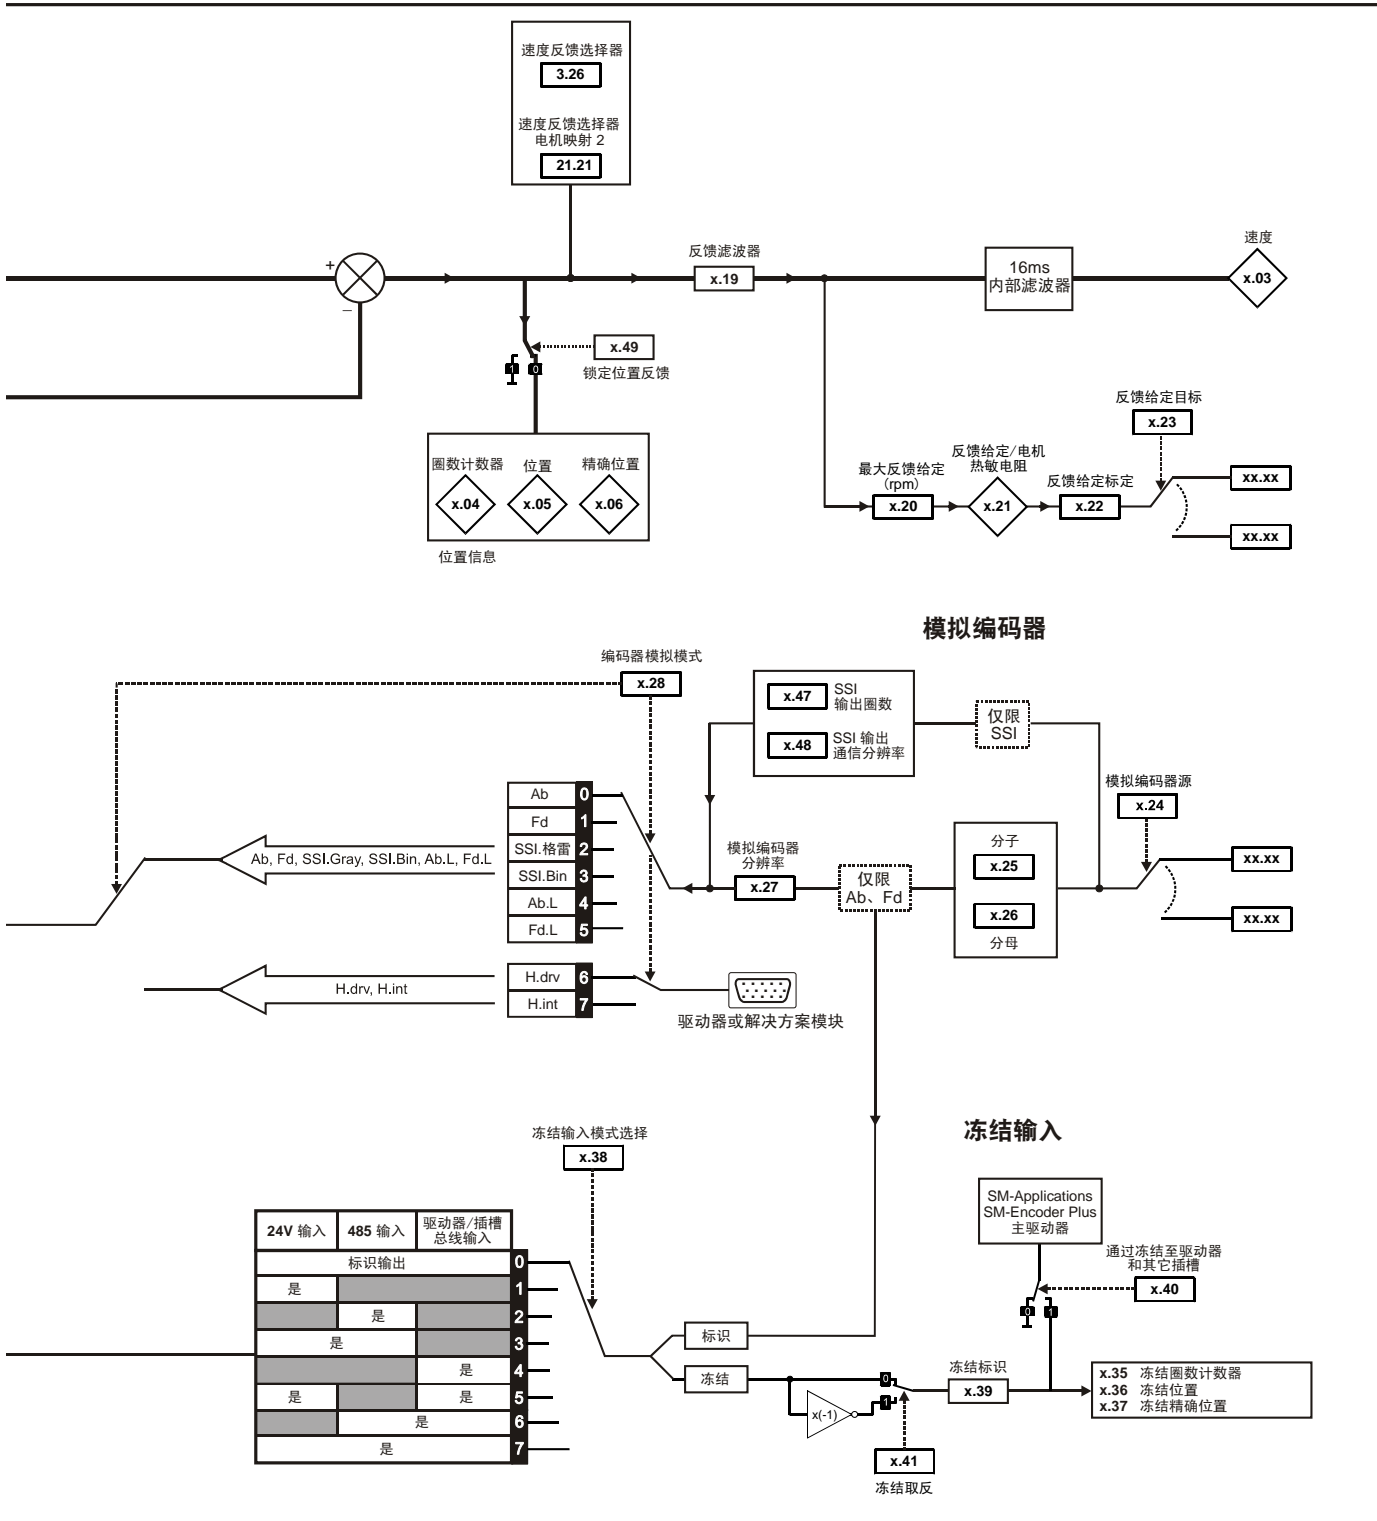 速度反馈选择器
3.26
速度反馈选择器
电机映射 2
21.21
反馈滤波器
x.19
16ms
内部滤波器
速度
x.03
+
−
x.49
锁定位置反馈
1
0
圈数计数器
位置
精确位置
x.04
x.05
x.06
位置信息
反馈给定目标
x.23
最大反馈给定
(rpm)
x.20
反馈给定/电机
热敏电阻
x.21
反馈给定标定
x.22
xx.xx
xx.xx
模拟编码器
编码器模拟模式
x.28
x.47
SSI
输出圈数
x.48
SSI 输出
通信分辨率
仅限
SSI
模拟编码器源
x.24
Ab
0
Fd
1
SSI.格雷
2
SSI.Bin
3
Ab.L
4
Fd.L
5
Ab, Fd, SSI.Gray, SSI.Bin, Ab.L, Fd.L
模拟编码器
分辨率
x.27
仅限
Ab、Fd
分子
x.25
x.26
分母
xx.xx
xx.xx
H.drv
6
H.int
7
H.drv, H.int
驱动器或解决方案模块
冻结输入
冻结输入模式选择
x.38
SM-Applications
SM-Encoder Plus
主驱动器
通过冻结至驱动器
和其它插槽
x.40
0
1
24V 输入
485 输入
驱动器/插槽
总线输入
标识输出
0
是
1
是
2
是
3
是
4
是
是
5
是
6
是
7
标识
冻结
x(-1)
0
1
冻结标识
x.39
x.41
冻结取反
x.35 冻结圈数计数器
x.36 冻结位置
x.37 冻结精确位置